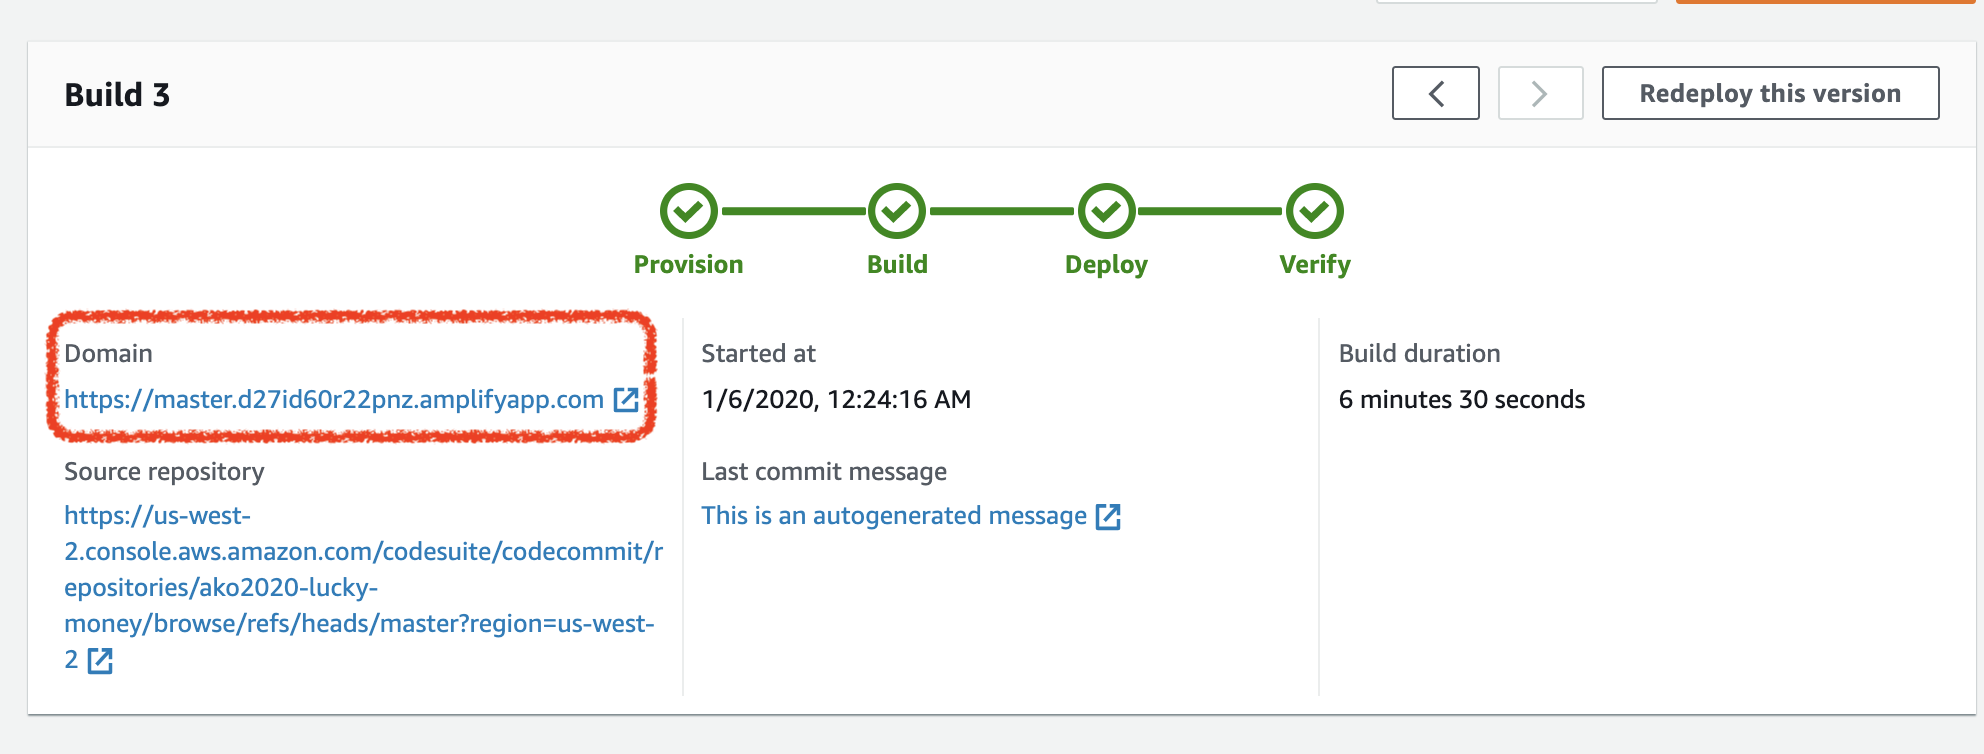 Build 3
Redeploy this version
Provision
Build
Deploy
Verify
Domain
https://master.d27id60r22pnz.amplifyapp.com
Source repository
https://us-west-
2.console.aws.amazon.com/codesuite/codecommit/r
epositories/ako2020-lucky-
money/browse/refs/heads/master?region=us-west-
2
Started at
1/6/2020, 12:24:16 AM
Last commit message
This is an autogenerated message
Build duration
6 minutes 30 seconds